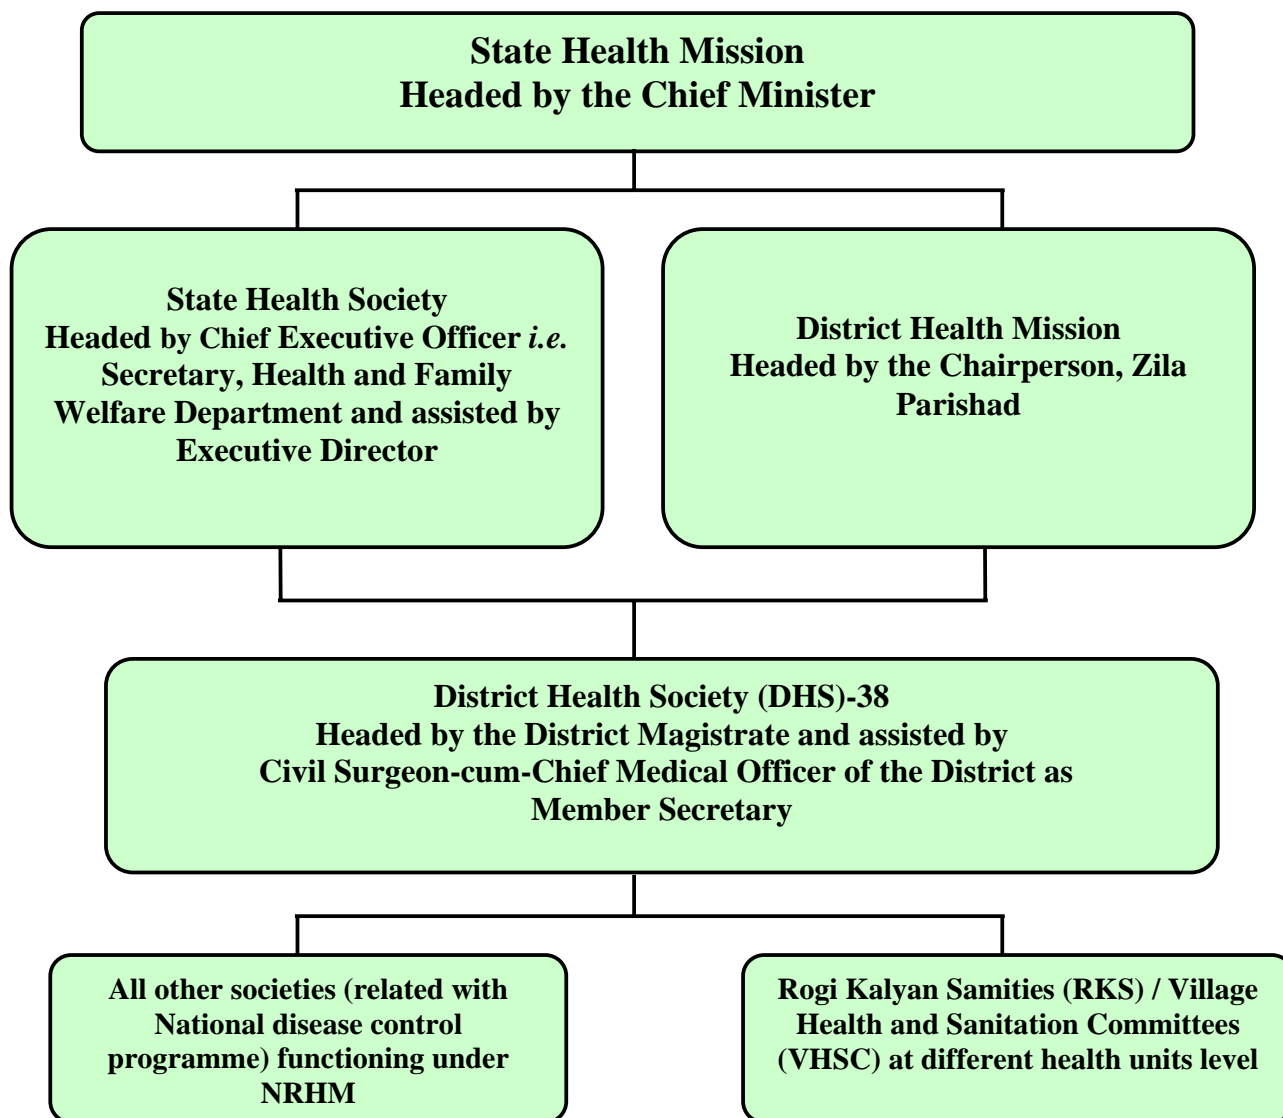 State Health Mission
Headed by the Chief Minister
State Health Society
Headed by Chief Executive Officer i.e.
Secretary, Health and Family
Welfare Department and assisted by
Executive Director
District Health Mission
Headed by the Chairperson, Zila
Parishad
District Health Society (DHS)-38
Headed by the District Magistrate and assisted by
Civil Surgeon-cum-Chief Medical Officer of the District as
Member Secretary
All other societies (related with
National disease control
programme) functioning under
NRHM
Rogi Kalyan Samities (RKS) / Village
Health and Sanitation Committees
(VHSC) at different health units level